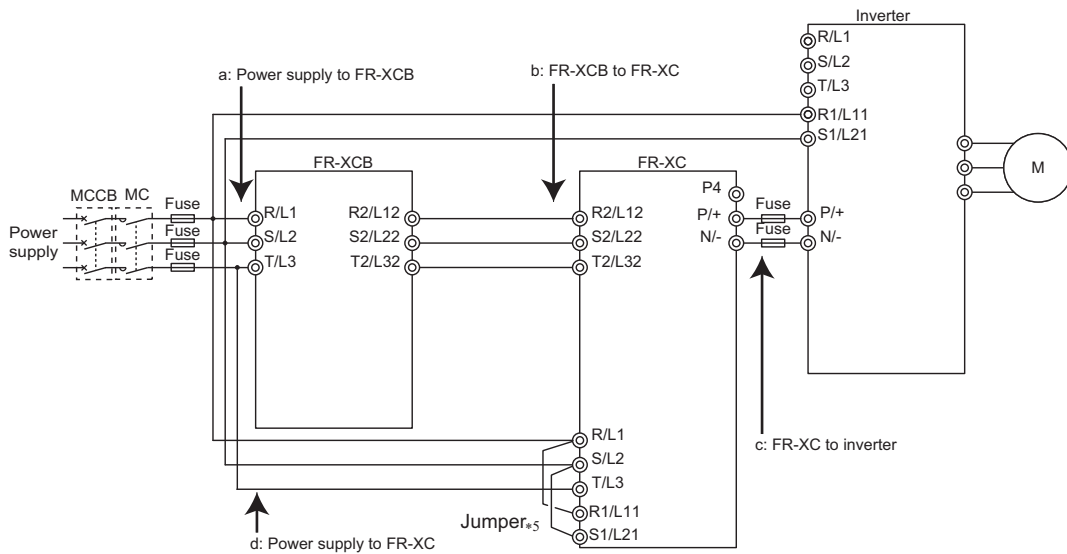 Inverter
R/L1
S/L2
T/L3
R1/L11
S1/L21
a: Power supply to FR-XCB
b: FR-XCB to FR-XC
M
FR-XCB
FR-XC
MCCB
MC
Fuse
Fuse
Fuse
Power
supply
R/L1
S/L2
T/L3
R2/L12
S2/L22
T2/L32
R2/L12
S2/L22
T2/L32
P4
P/+
N/-
Fuse
Fuse
P/+
N/-
c: FR-XC to inverter
R/L1
S/L2
T/L3
R1/L11
S1/L21
Jumper*5
d: Power supply to FR-XC